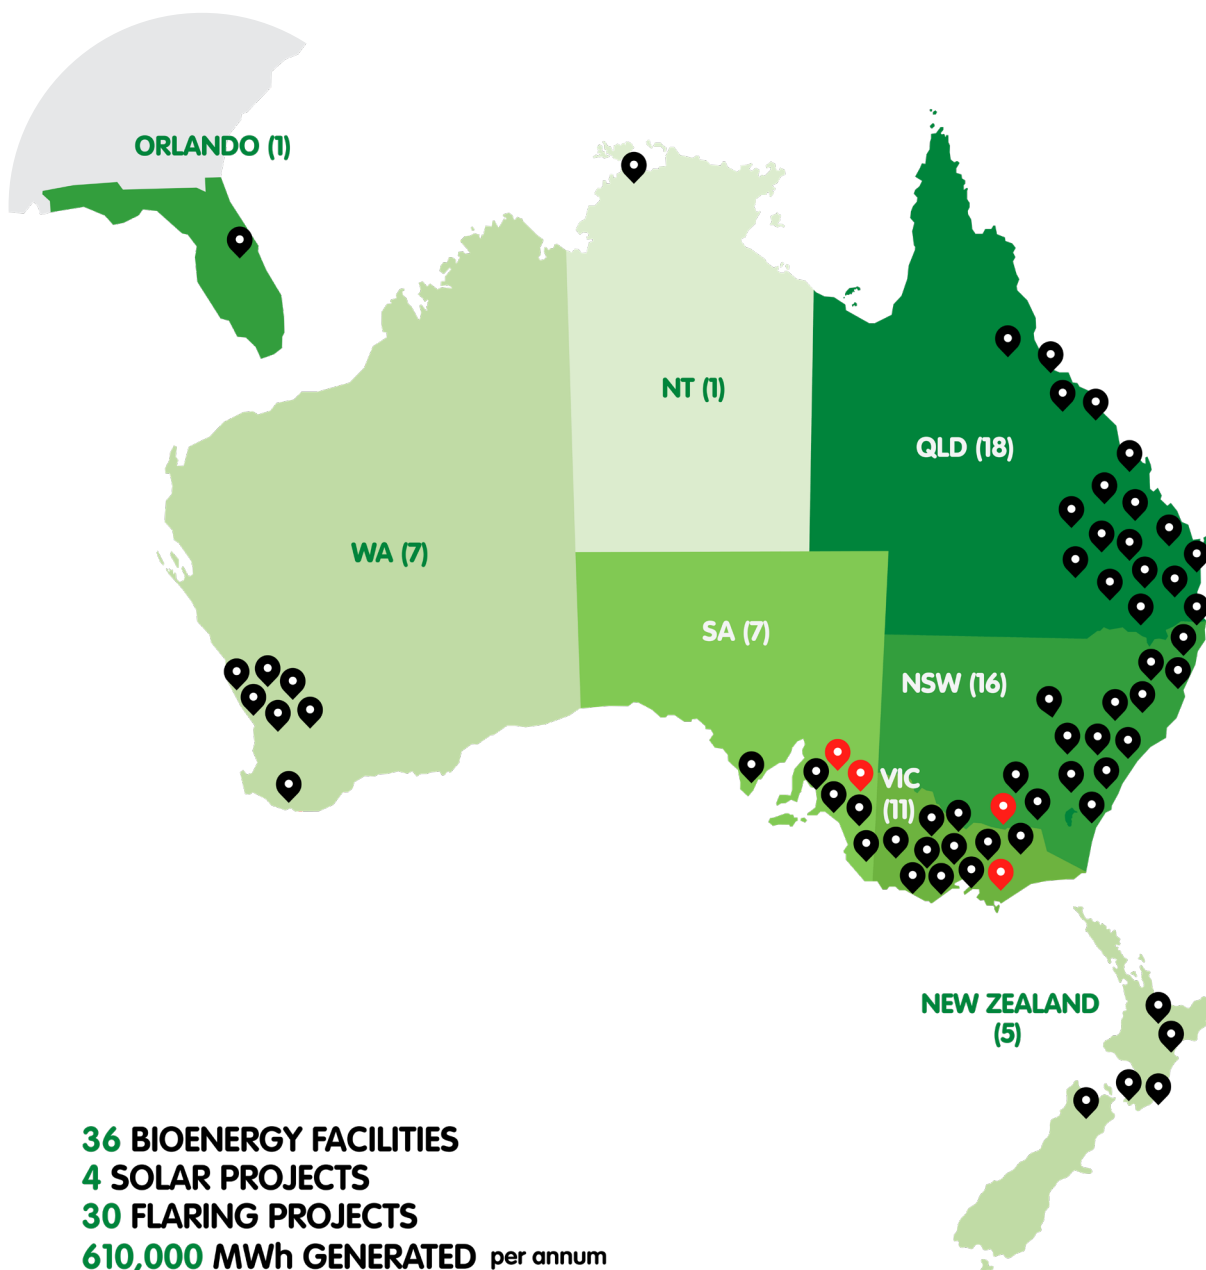 ORLANDO (1)
NT (1)
QLD (18)
WA (7)
SA (7)
NSW (16)
VIC
(11)
NEW ZEALAND
(5)
36 BIOENERGY FACILITIES
4 SOLAR PROJECTS
30 FLARING PROJECTS
610,000 MWh GENERATED per annum